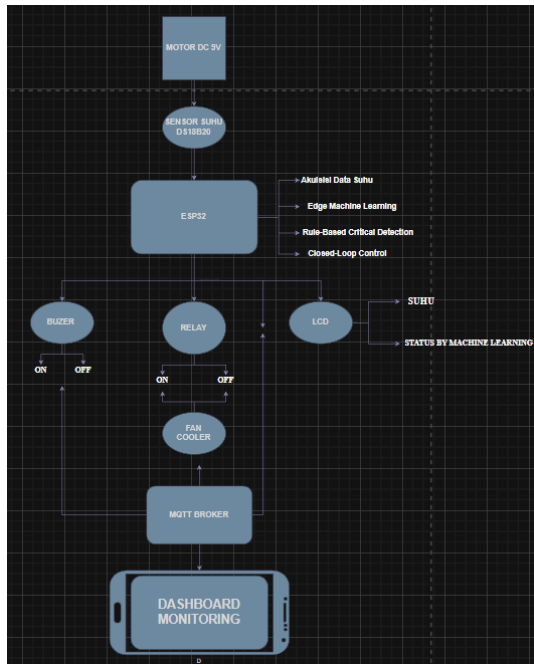 MOTOR DC 9V
SENSOR SUHU
DS18B20
ESP32
Akuisisi Data Suhu
Edge Machine Learning
Rule-Based Critical Detection
Closed-Loop Control
BUZER
RELAY
LCD
SUHU
STATUS BY MACHINE LEARNING
ON
OFF
ON
OFF
FAN
COOLER
MQTT BROKER
DASHBOARD
MONITORING
D